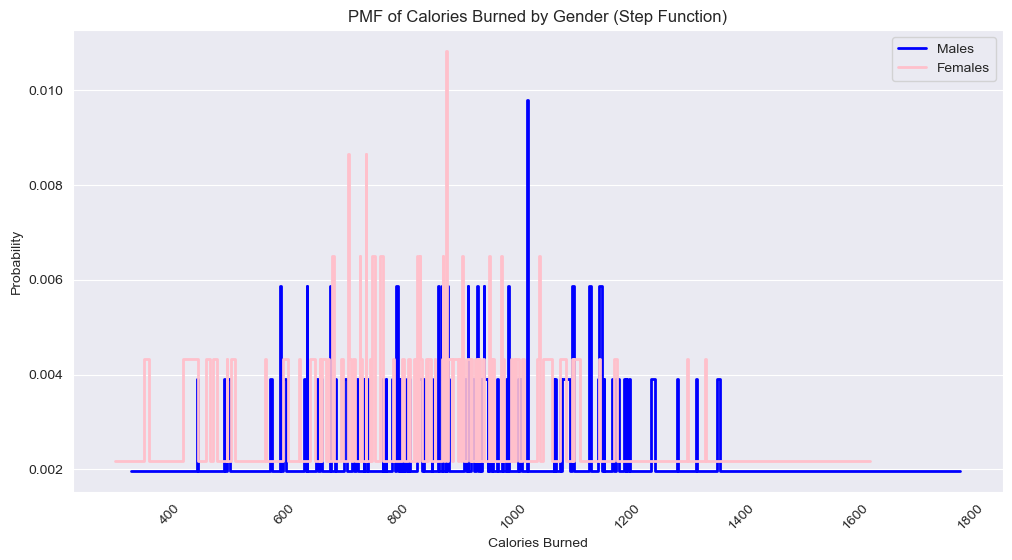 PMF of Calories Burned by Gender (Step Function)
Males
Females
0.010
0.008
0.006
0.004
0.002
Probability
400
600
800
1000
1200
1400
1600
1800
Calories Burned